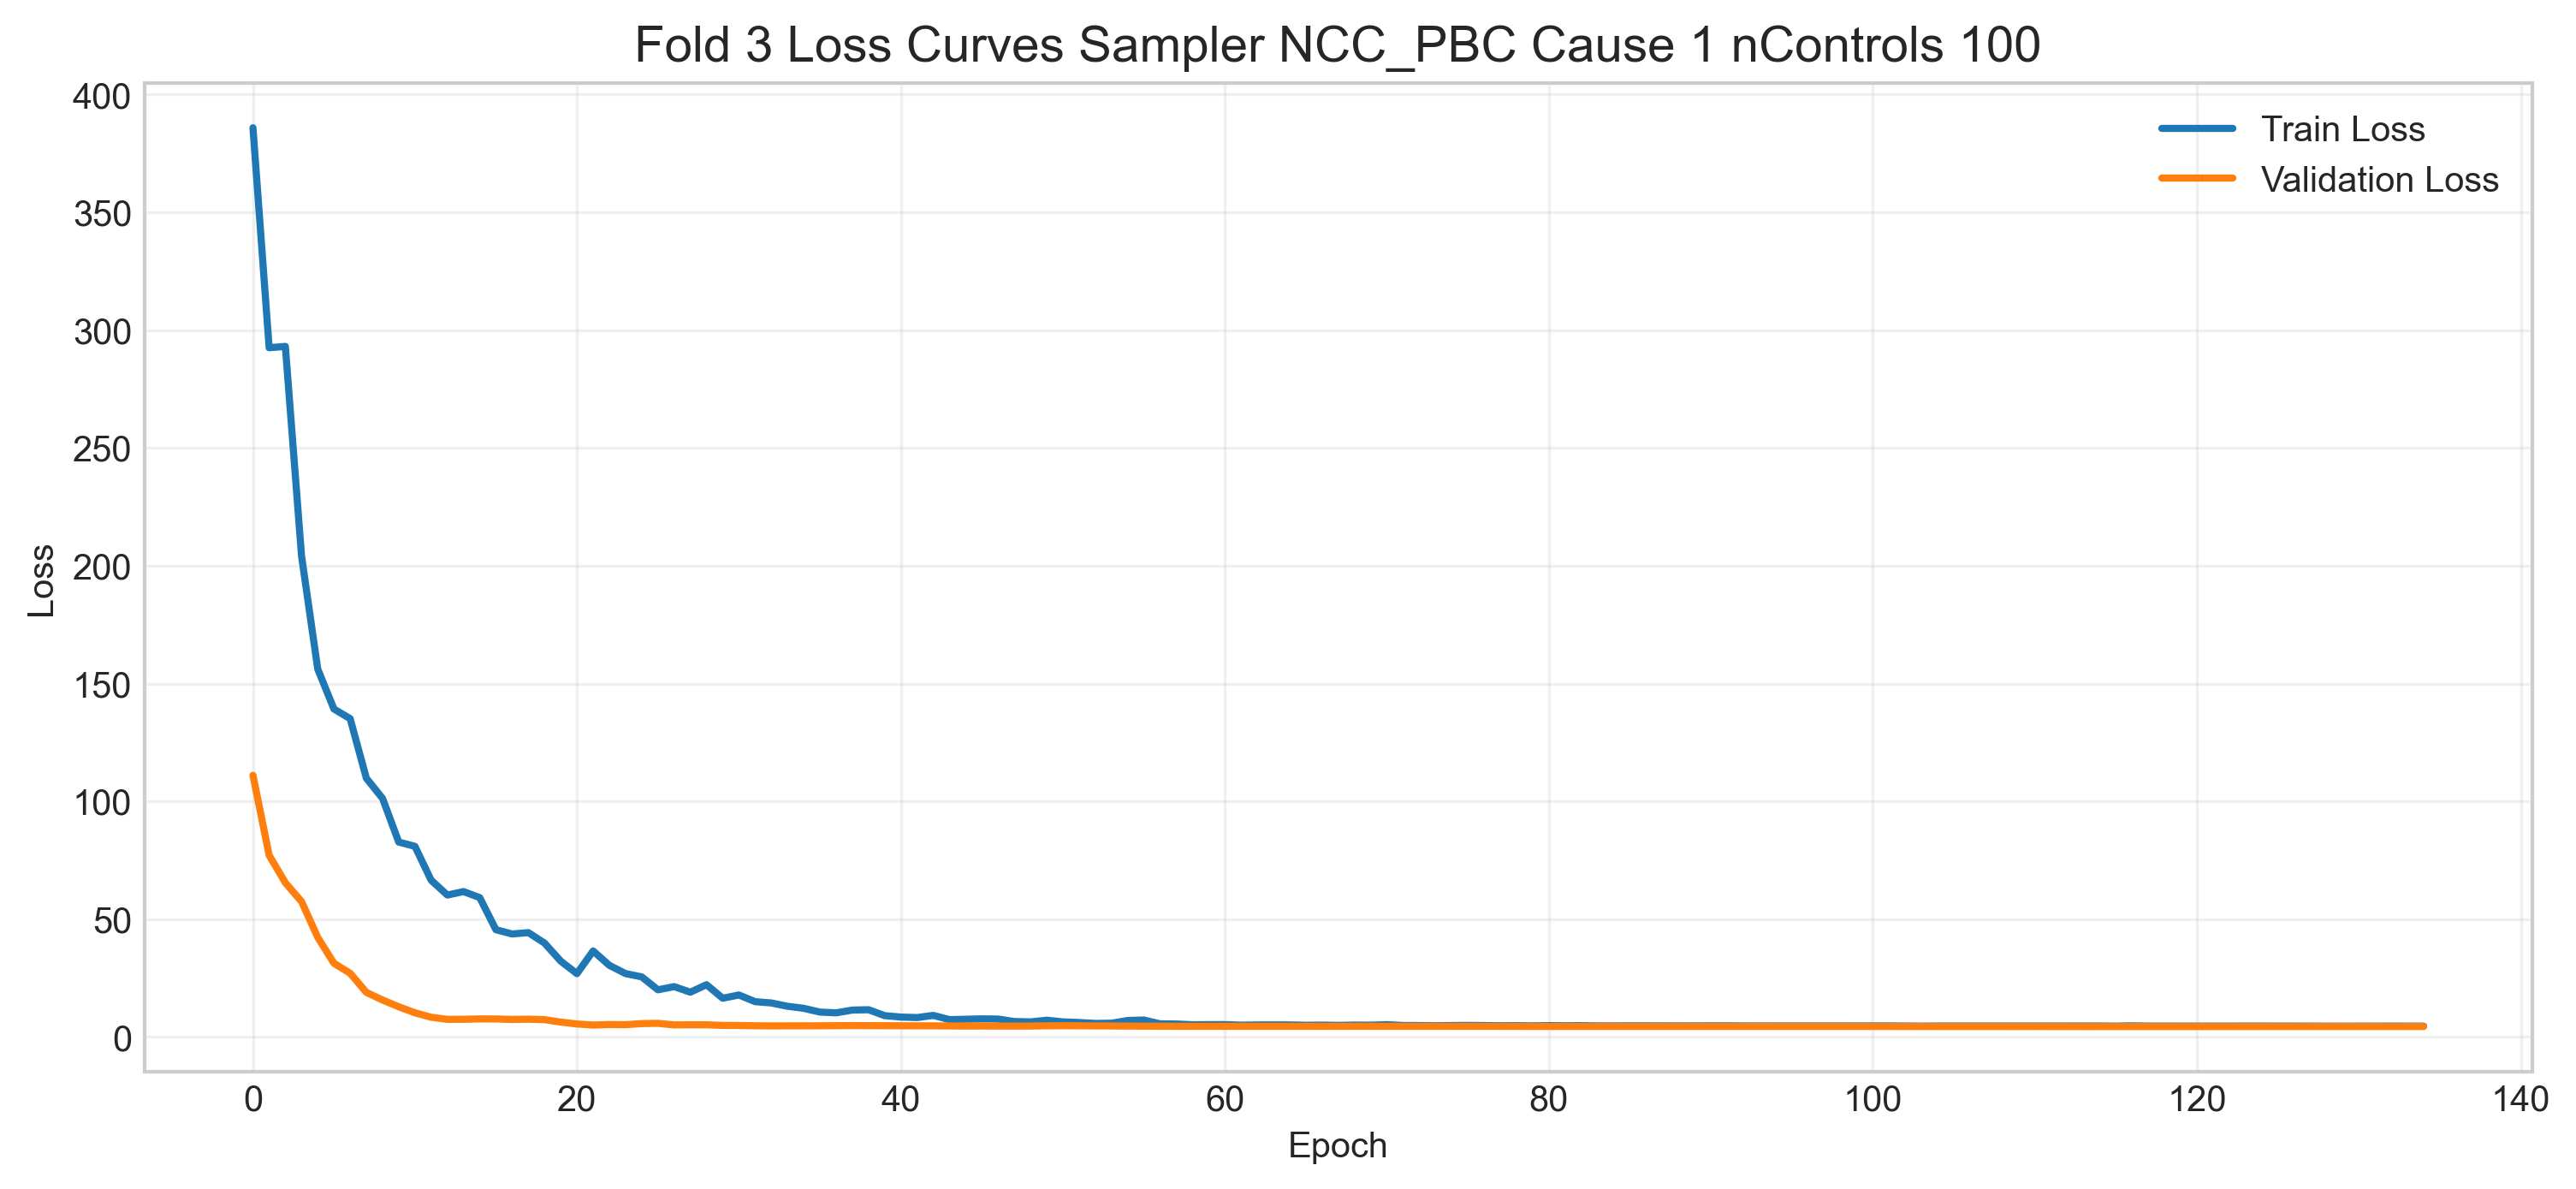 Fold 3 Loss Curves Sampler NCC_PBC Cause 1 nControls 100
400
350
300
250
200
150
100
50
0
Loss
Train Loss
Validation Loss
0 20 40 60 80 100 120 140
Epoch